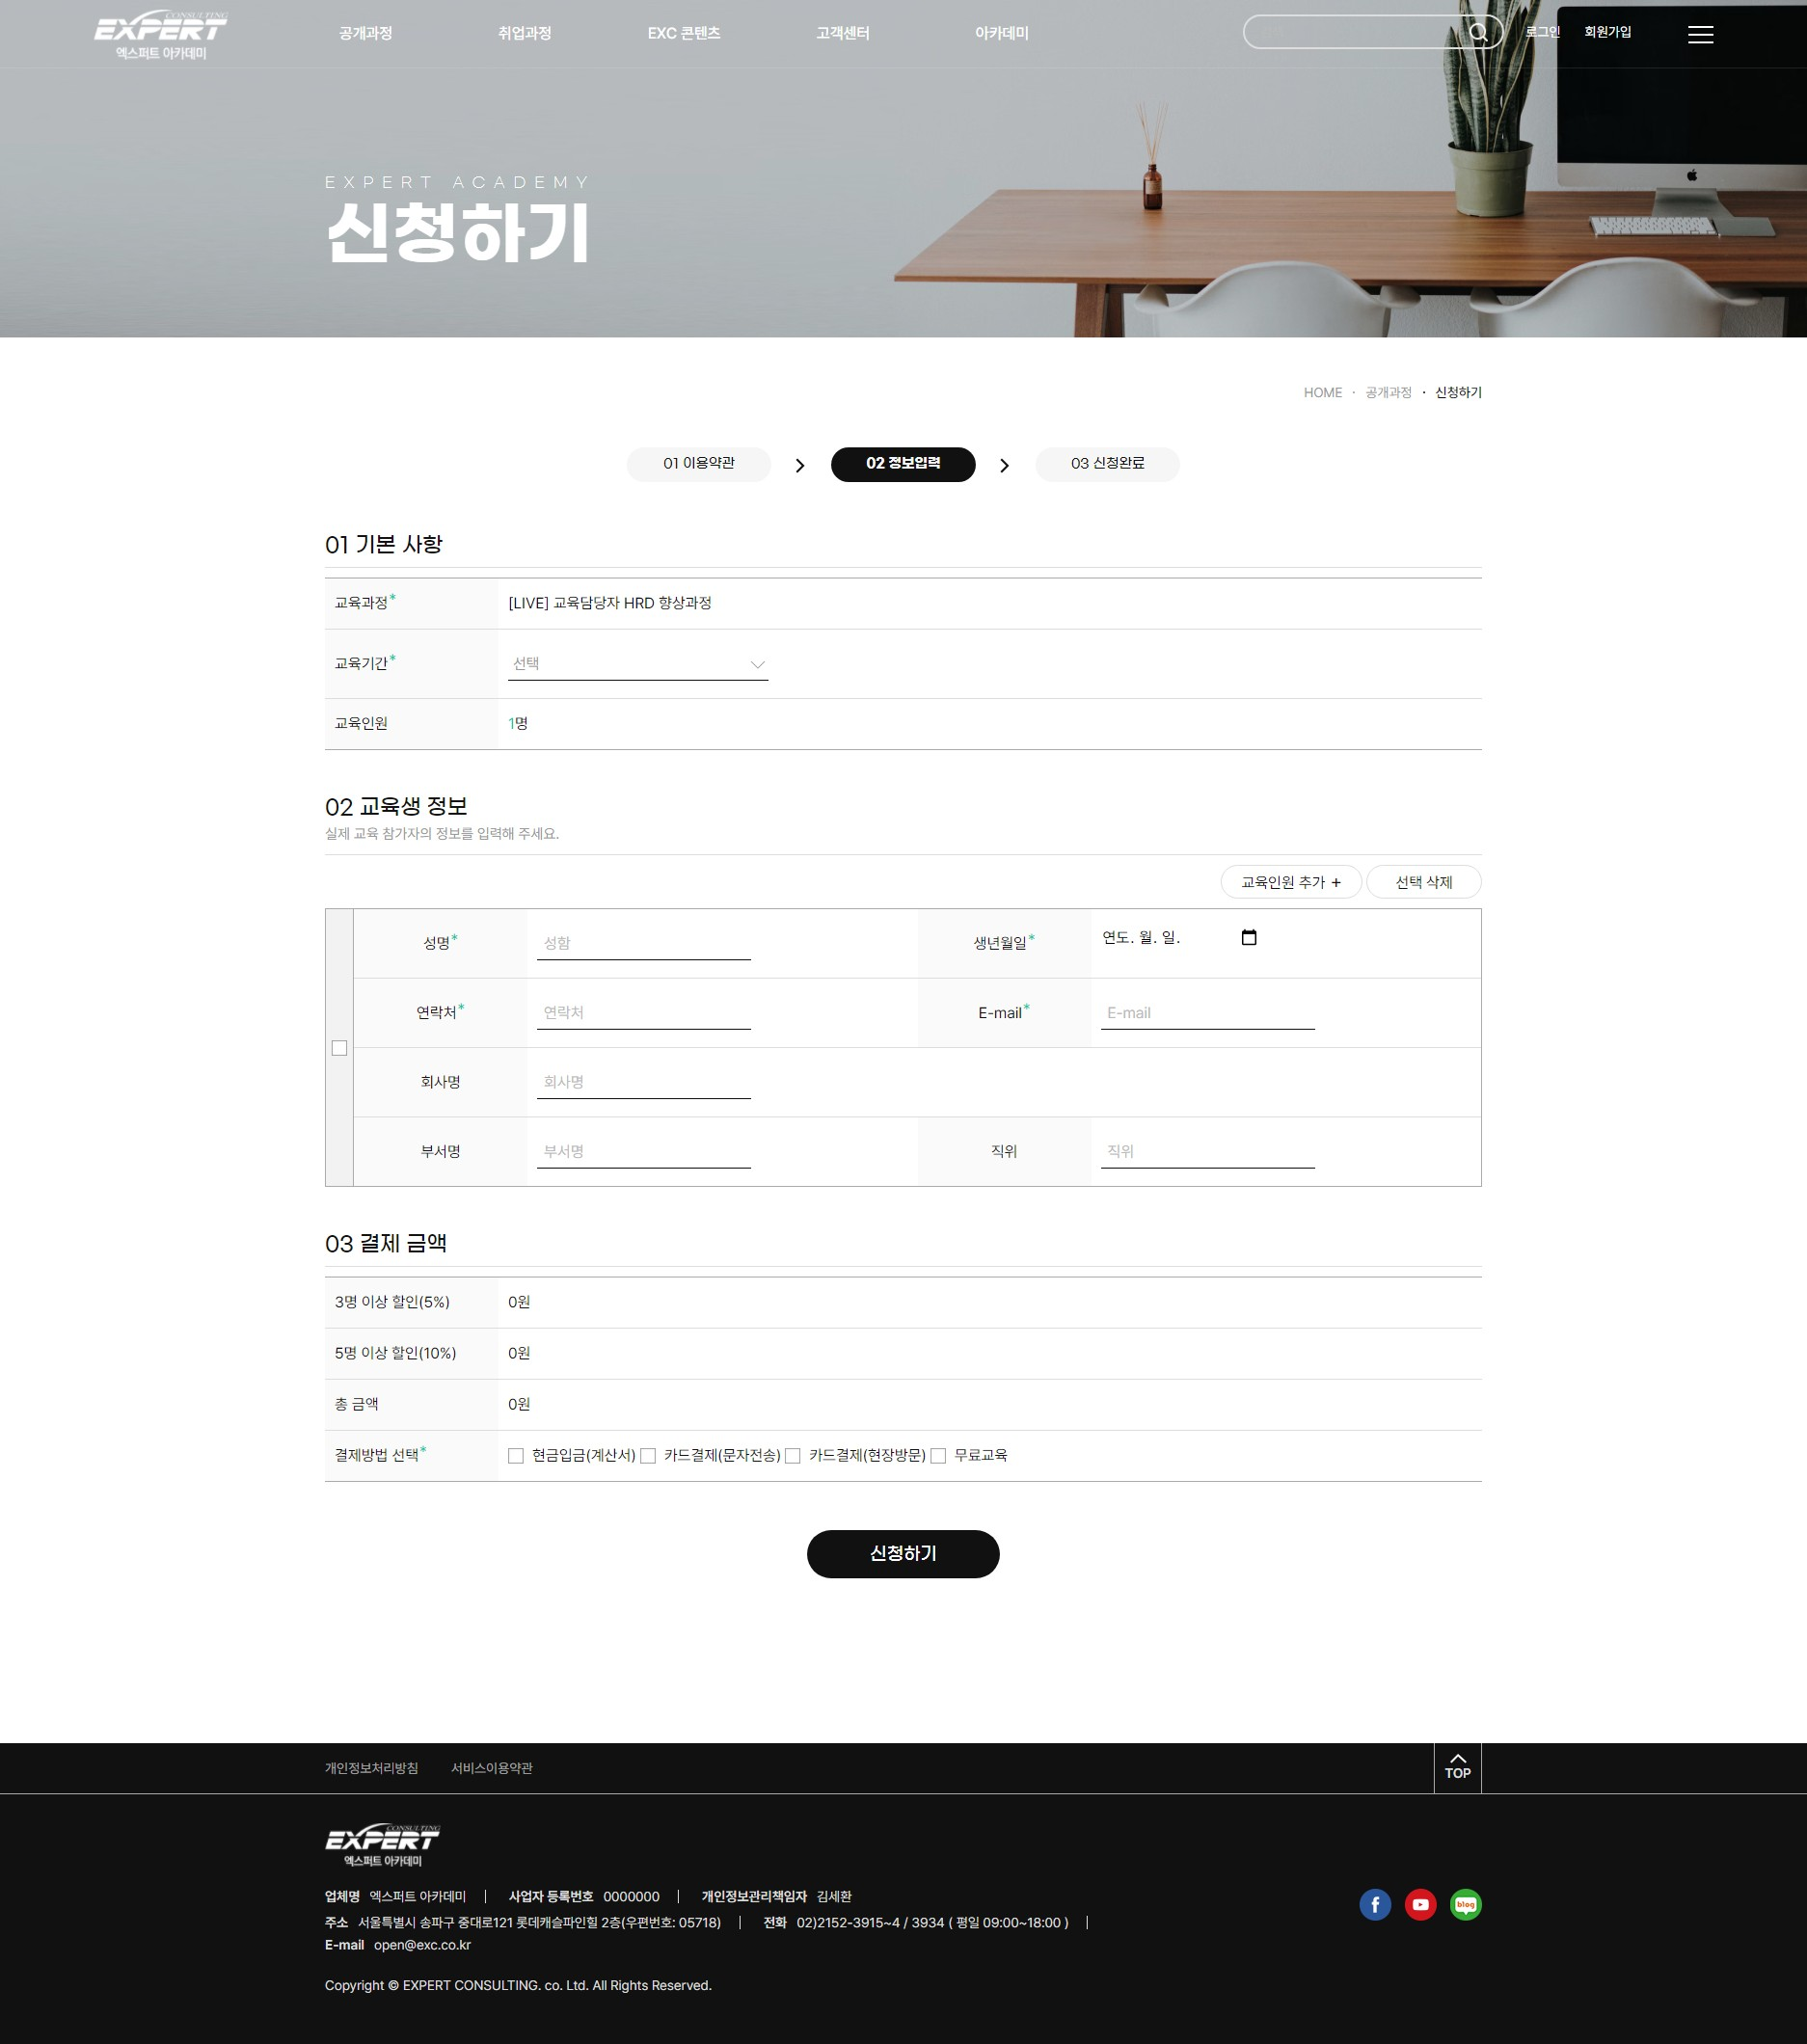 CONSULTING
EXPERT
엑스퍼트 아카데미
공개과정 취업과정 EXC 콘텐츠 고객센터 아카데미
로그인 회원가입
EXPERT ACADEMY
신청하기
HOME · 공개과정 · 신청하기
01 이용약관 > 02 정보입력 > 03 신청완료
01 기본 사항
교육과정* [LIVE] 교육담당자 HRD 향상과정
교육기간* 선택
교육인원 1명
02 교육생 정보
실제 교육 참가자의 정보를 입력해 주세요.
교육인원 추가 + 선택 삭제
성명* 성함 생년월일* 연도. 월. 일.
연락처* 연락처 E-mail* E-mail
회사명 회사명
부서명 부서명 직위 직위
03 결제 금액
3명 이상 할인(5%) 0원
5명 이상 할인(10%) 0원
총 금액 0원
결제방법 선택* 현금입금(계산서) 카드결제(문자전송) 카드결제(현장방문) 무료교육
신청하기
개인정보처리방침 서비스이용약관
TOP
CONSULTING
EXPERT
엑스퍼트 아카데미
업체명 엑스퍼트 아카데미 | 사업자 등록번호 0000000 | 개인정보관리책임자 김세환
주소 서울특별시 송파구 중대로121 롯데캐슬파인힐 2층(우편번호: 05718) | 전화 02)2152-3915~4 / 3934 ( 평일 09:00~18:00 ) |
E-mail open@exc.co.kr
blog
Copyright © EXPERT CONSULTING. co. Ltd. All Rights Reserved.